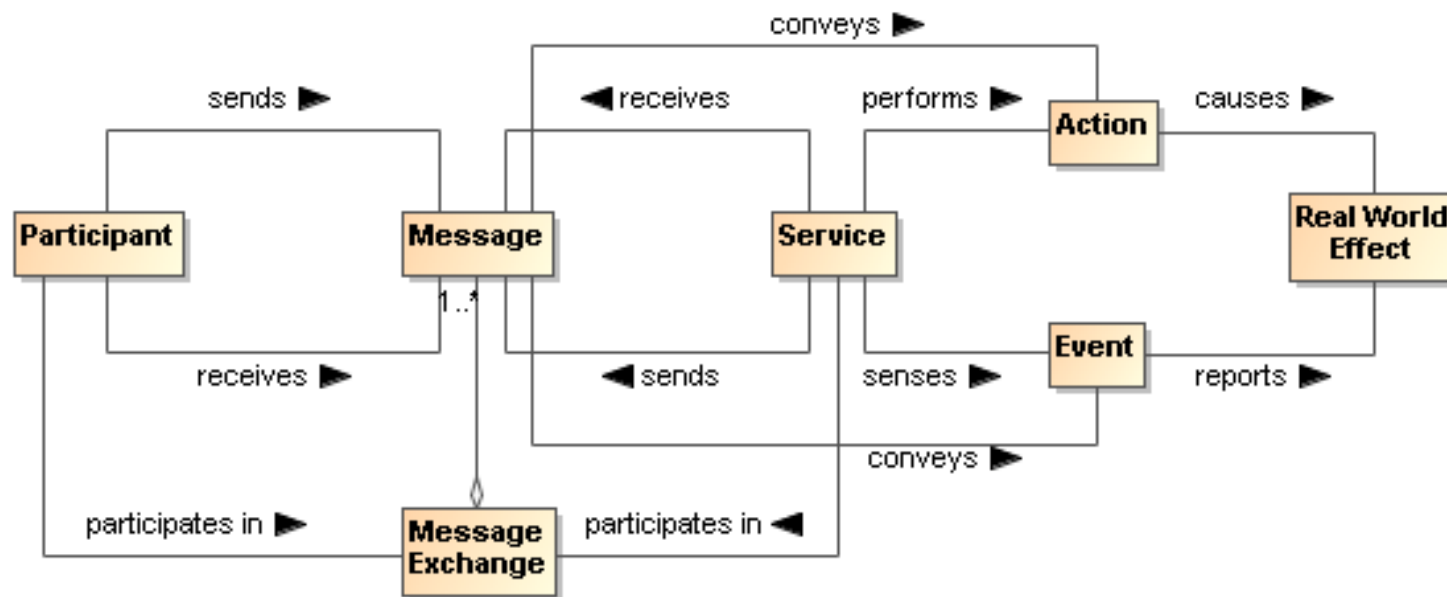 conveys ►
sends ►
◄ receives
performs ►
causes ►
Action
Participant
Message
Service
Real World
Effect
1..*
Event
receives ►
◄ sends
senses ►
reports ►
conveys ►
participates in ►
Message
Exchange
participates in ◄